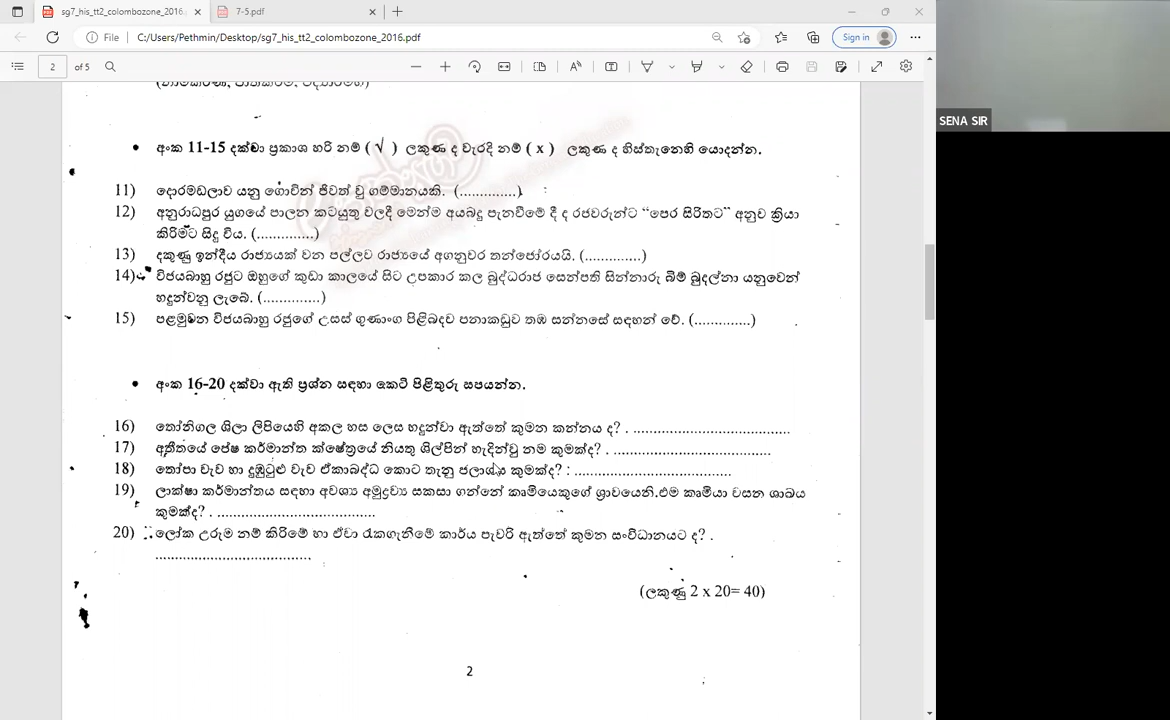 sg7_his_tt2_colombozone_2016.
7-5.pdf
File
C:/Users/Pethmin/Desktop/sg7_his_tt2_colombozone_2016.pdf
Sign in
2 of 5
SENA SIR
• අංක 11-15 දක්වා ප්‍රකාශ හරි නම් ( √ ) ලකුණ ද වැරදි නම් ( x ) ලකුණ ද හිස්තැනෙහි යොදන්න.
11) දොරමඩලාව යනු ගොවීන් ජීවත් වු ගම්මානයකි. (..............)
12) අනුරාධපුර යුගයේ පාලන කටයුතු වලදී මෙන්ම අයබදු පැනවීමේ දී ද රජවරුන්ට “පෙර සිරිතට” අනුව ක්‍රියා
කිරීමට සිදු විය. (..............)
13) දකුණු ඉන්දීය රාජ්‍යයක් වන පල්ලව රාජ්‍යයේ අගනුවර තන්ජෝරයයි. (..............)
14) විජයබාහු රජුට ඔහුගේ කුඩා කාලයේ සිට උපකාර කල බුද්ධරාජ සෙන්පති සින්නාරු බිම් බුදල්නා යනුවෙන්
හදුන්වනු ලැබේ. (..............)
15) පළමුවන විජයබාහු රජුගේ උසස් ගුණාංග පිළිබදව පනාකඩුව තඹ සන්නසේ සඳහන් වේ. (..............)
• අංක 16-20 දක්වා ඇති ප්‍රශ්න සඳහා කෙටි පිළිතුරු සපයන්න.
16) තෝනිගල ශිලා ලිපියෙහි අකල හස ලෙස හදුන්වා ඇත්තේ කුමන කන්නය ද? ........................................
17) අතීතයේ පේෂ කර්මාන්ත ක්ෂේත්‍රයේ නියතු ශිල්පින් හැදින්වු නම කුමක්ද? ........................................
18) තෝපා වැව හා දුඹුටුළු වැව ඒකාබද්ධ කොට තැනු ජලාශය කුමක්ද? : ........................................
19) ලාක්ෂා කර්මාන්තය සඳහා අවශ්‍ය අමුද්‍රව්‍ය සකසා ගන්නේ කෘමියෙකුගේ ශ්‍රාවයෙනි.එම කෘමියා වසන ශාඛය
කුමක්ද? ........................................
20) ලෝක උරුම නම් කිරිමේ හා ඒවා රැකගැනීමේ කාර්ය පැවරි ඇත්තේ කුමන සංවිධානයට ද? .
........................................
(ලකුණු 2 x 20= 40)
2